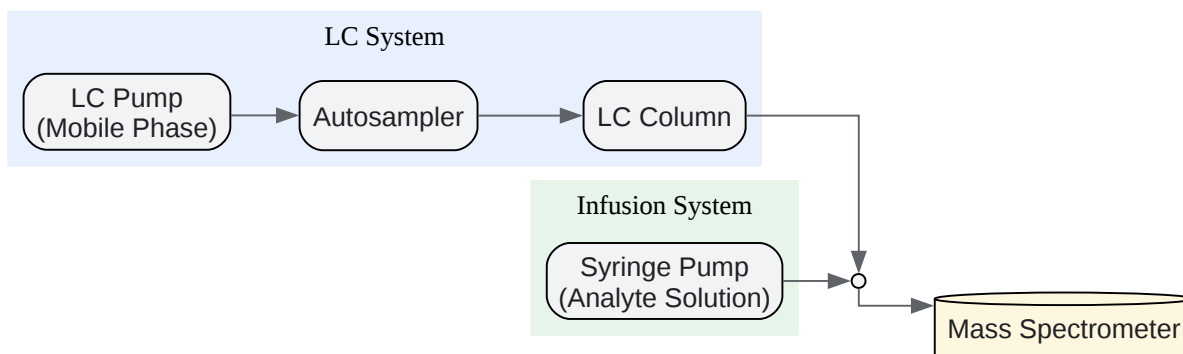 LC System
LC Pump
(Mobile Phase)
Autosampler
LC Column
Infusion System
Syringe Pump
(Analyte Solution)
Mass Spectrometer